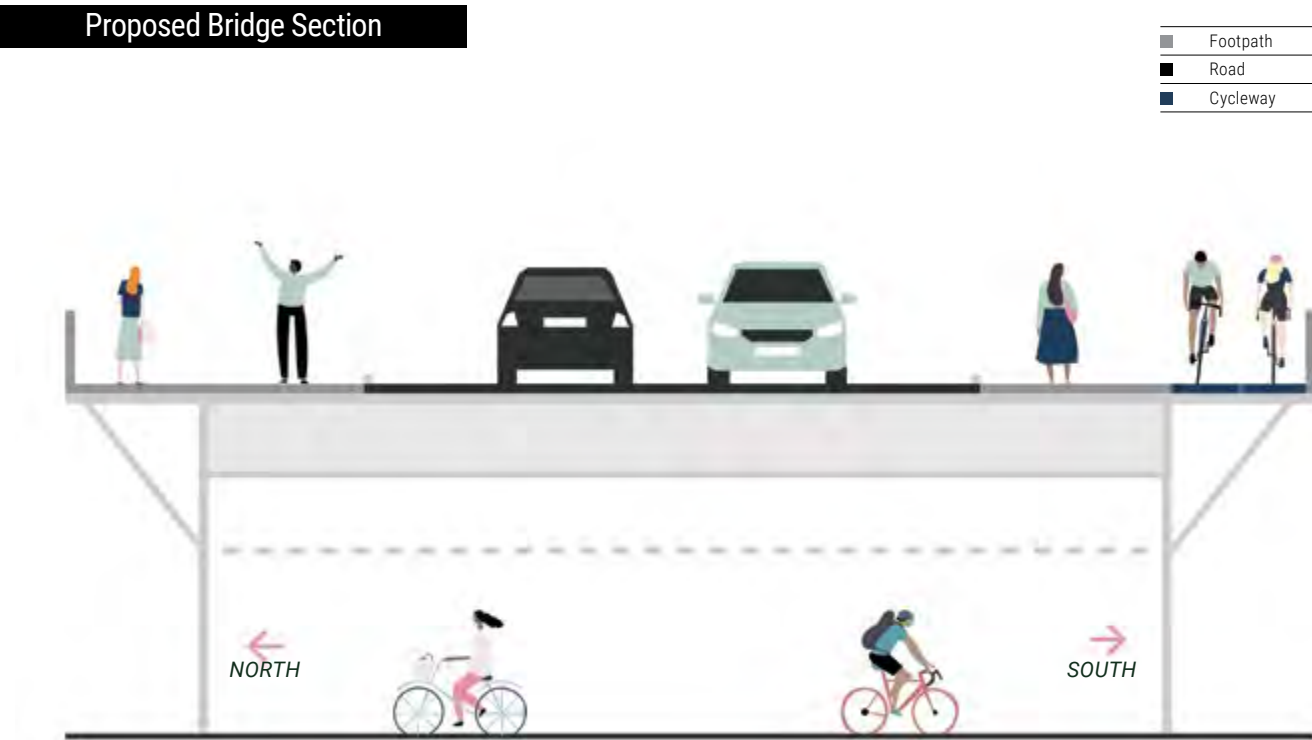 Proposed Bridge Section
Footpath
Road
Cycleway
NORTH
SOUTH